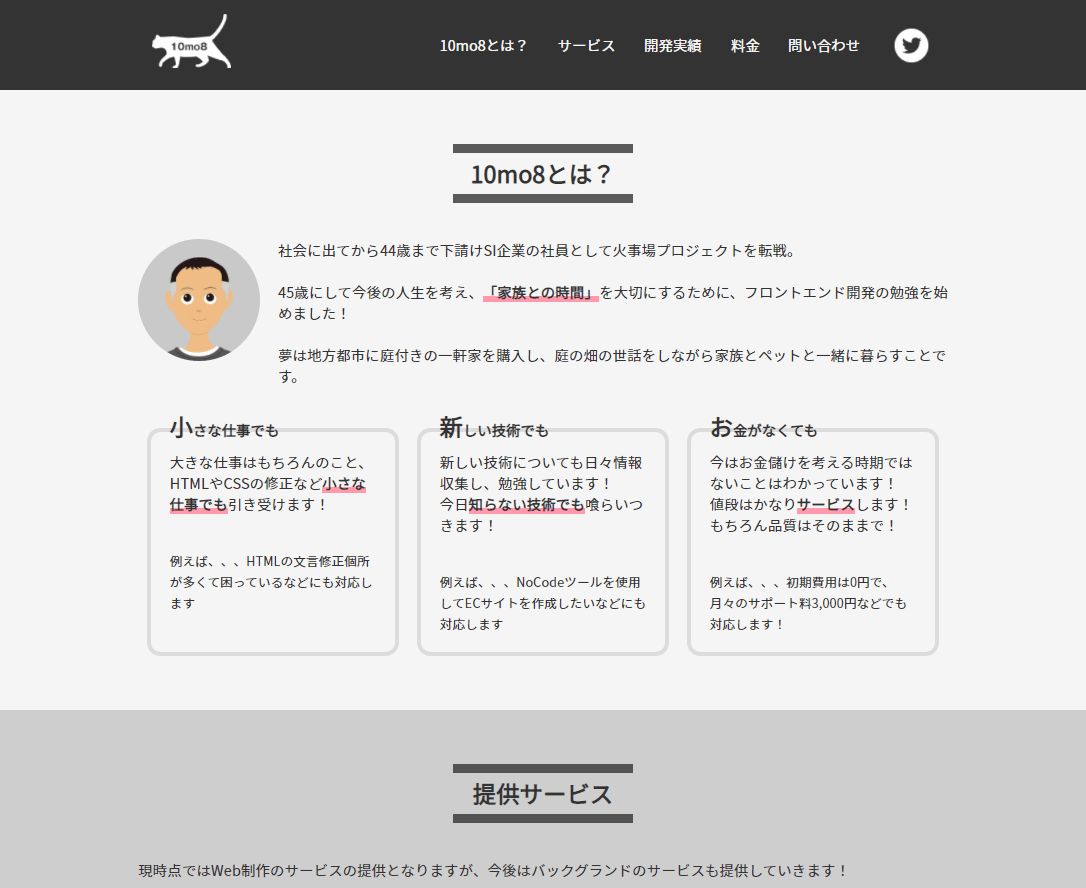 10mo8
10mo8とは？ サービス 開発実績 料金 問い合わせ
10mo8とは？
社会に出てから44歳まで下請けSI企業の社員として火事場プロジェクトを転戦。
45歳にして今後の人生を考え、「家族との時間」を大切にするために、フロントエンド開発の勉強を始
めました！
夢は地方都市に庭付きの一軒家を購入し、庭の畑の世話をしながら家族とペットと一緒に暮らすことで
す。
小さな仕事でも
大きな仕事はもちろんのこと、
HTMLやCSSの修正など小さな
仕事でも引き受けます！
例えば、、、HTMLの文言修正個所
が多くて困っているなどにも対応し
ます
新しい技術でも
新しい技術についても日々情報
収集し、勉強しています！
今日知らない技術でも喰らいつ
きます！
例えば、、、NoCodeツールを使用
してECサイトを作成したいなどにも
対応します
お金がなくても
今はお金儲けを考える時期では
ないことはわかっています！
値段はかなりサービスします！
もちろん品質はそのままで！
例えば、、、初期費用は0円で、
月々のサポート料3,000円などでも
対応します！
提供サービス
現時点ではWeb制作のサービスの提供となりますが、今後はバックグランドのサービスも提供していきます！